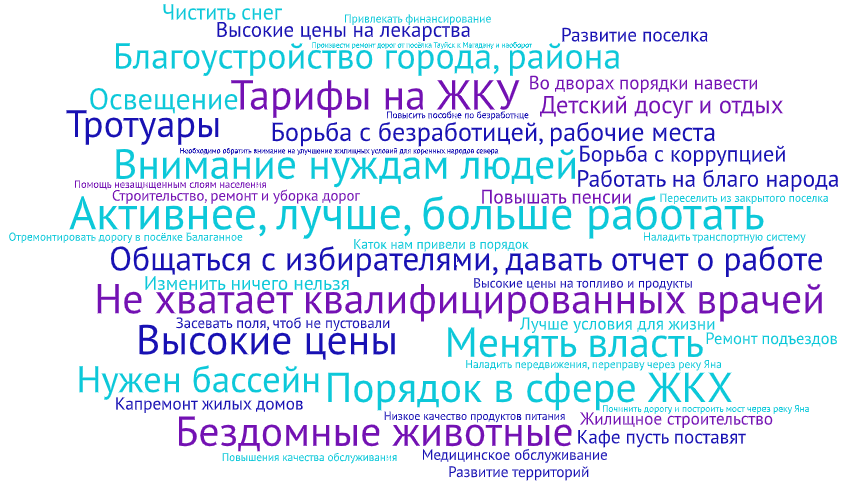 Чистить снег
Привлекать финансирование
Высокие цены на лекарства
Развитие поселка
Произвести ремонт дорог от посёлка Тауйск к Магадану и наоборот
Благоустройство города, района
Тарифы на ЖКУ
Во дворах порядки навести
Освещение
Детский досуг и отдых
Тротуары
Повысить пособие по безработице
Борьба с безработицей, рабочие места
Необходимо обратить внимание на улучшение жилищных условий для коренных народов севера
Внимание нуждам людей
Борьба с коррупцией
Работать на благо народа
Помощь незащищенным слоям населения
Строительство, ремонт и уборка дорог
Повышать пенсии
Переселить из закрытого поселка
Активнее, лучше, больше работать
Отремонтировать дорогу в посёлке Балаганное
Каток нам привели в порядок
Наладить транспортную систему
Общаться с избирателями, давать отчет о работе
Изменить ничего нельзя
Высокие цены на топливо и продукты
Не хватает квалифицированных врачей
Засевать поля, чтоб не пустовали
Лучше условия для жизни
Высокие цены
Менять власть
Ремонт подъездов
Наладить передвижения, переправу через реку Яна
Нужен бассейн
Порядок в сфере ЖКХ
Капремонт жилых домов
Низкое качество продуктов питания
Починить дорогу и построить мост через реку Яна
Жилищное строительство
Бездомные животные
Кафе пусть поставят
Повышения качества обслуживания
Медицинское обслуживание
Развитие территорий